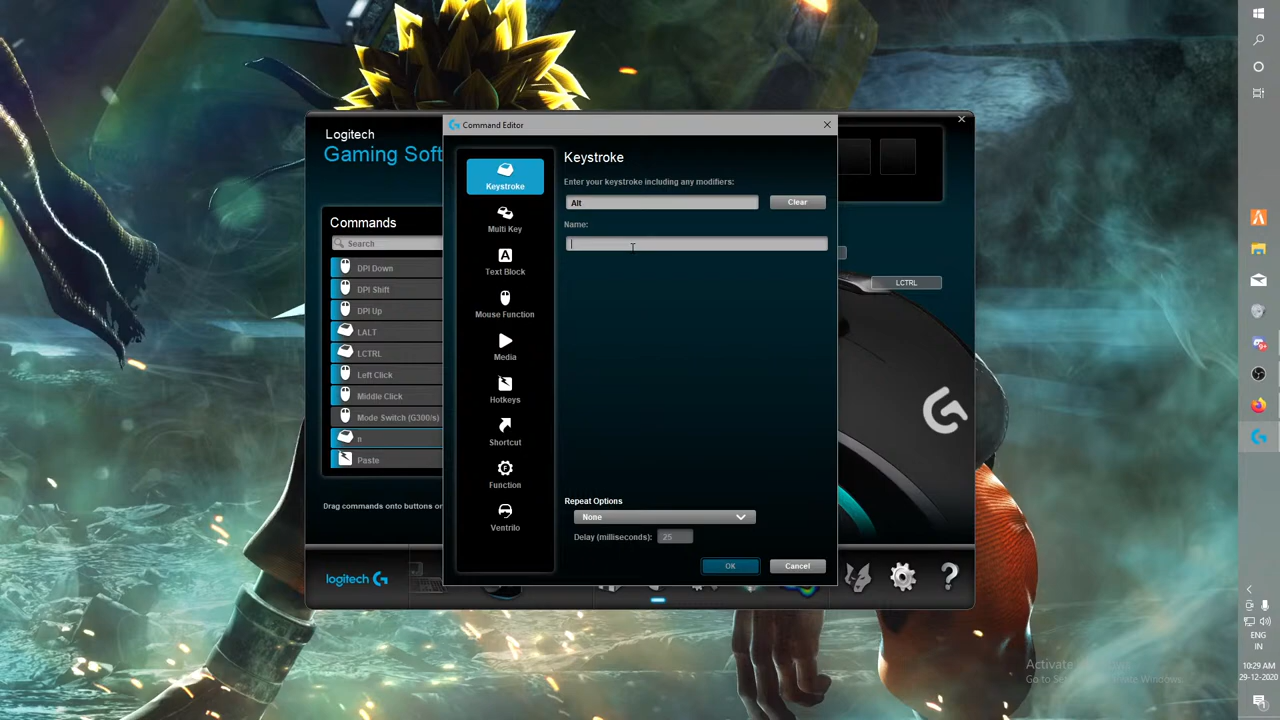 Logitech
Gaming Soft
Commands
Search
DPI Down
DPI Shift
DPI Up
LALT
LCTRL
Left Click
Middle Click
Mode Switch (G300/s)
n
Paste
Drag commands onto buttons or
logitech G
Command Editor
Keystroke
Multi Key
Text Block
Mouse Function
Media
Hotkeys
Shortcut
Function
Ventrilo
Keystroke
Enter your keystroke including any modifiers:
Alt
Clear
Name:
Repeat Options
None
Delay (milliseconds):
25
OK
Cancel
LCTRL
ENG
IN
10:29 AM
29-12-2020